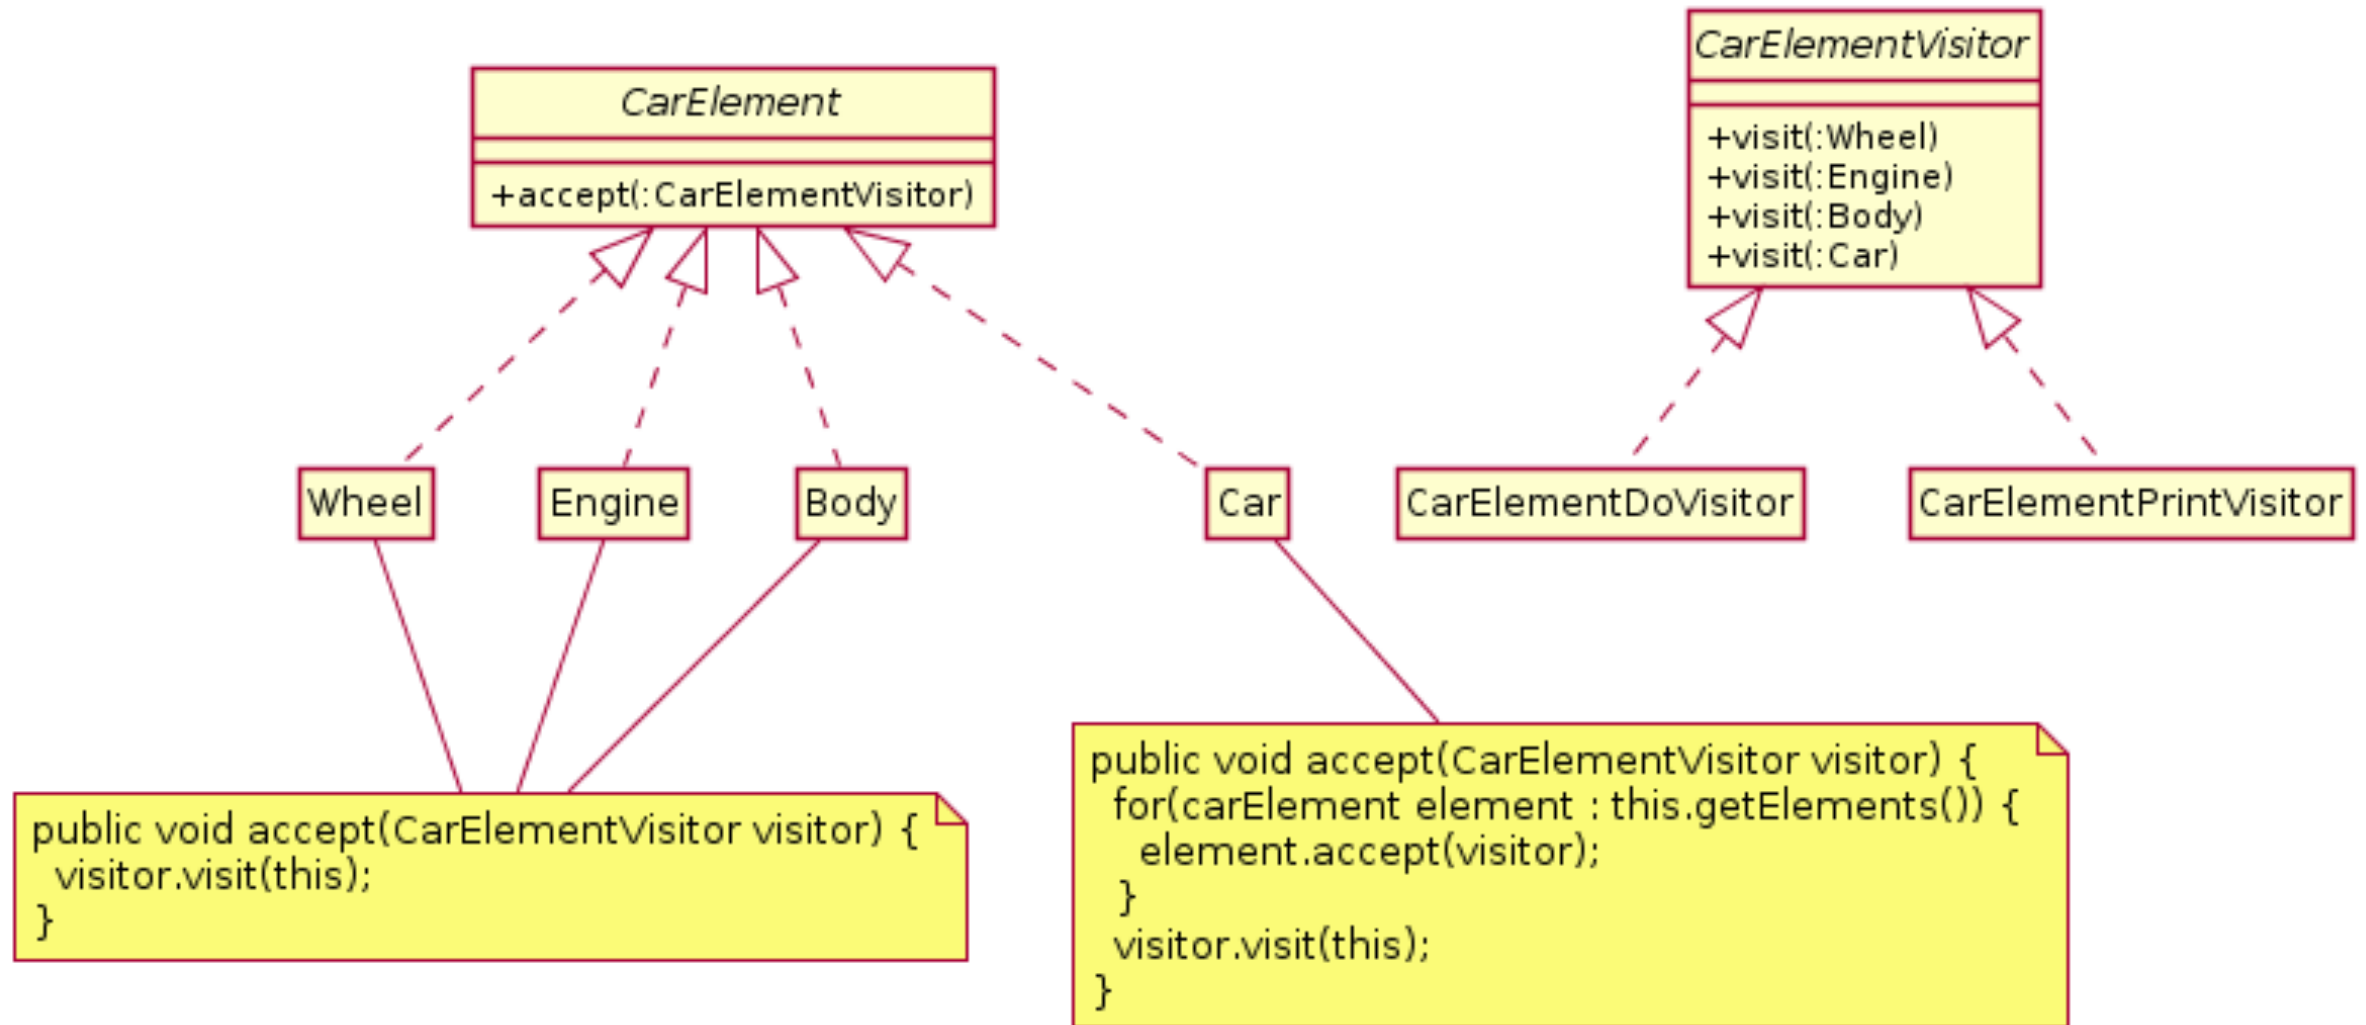 CarElement
+accept(:CarElementVisitor)
CarElementVisitor
+visit(:Wheel)
+visit(:Engine)
+visit(:Body)
+visit(:Car)
Wheel
Engine
Body
Car
CarElementDoVisitor
CarElementPrintVisitor
public void accept(CarElementVisitor visitor) {
visitor.visit(this);
}
public void accept(CarElementVisitor visitor) {
for(carElement element : this.getElements()) {
element.accept(visitor);
}
visitor.visit(this);
}